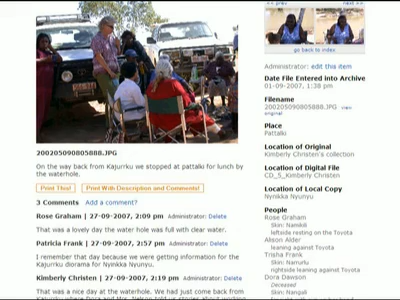 200205090805888.JPG
On the way back from Kajurrku we stopped at pattalki for lunch by
the waterhole.
Print This!
Print With Description and Comments!
3 Comments Add a comment?
Rose Graham | 27-09-2007, 2:09 pm Administrator: Delete
That was a lovely day the water hole was full with clear water.
Patricia Frank | 27-09-2007, 2:57 pm Administrator: Delete
I remember that day because we were getting information for the
Kajurrku diorama for Nyinkka Nyunyu.
Kimberly Christen | 27-09-2007, 2:19 pm Administrator: Delete
That was a nice day at the waterhole. We had just come back from
<< prev next >>
go back to index
Administrator: edit this item
Date File Entered into Archive
01-09-2007, 1:38 pm
Filename
200205090805888.JPG view
original
Place
Pattalki
Location of Original
Kimberly Christen's collection
Location of Digital File
CD_5_Kimberly Christen
Location of Local Copy
Nyinkka Nyunyu
People
Rose Graham
Skin: Namikili
leftside resting on the Toyota
Alison Alder
leaning against Toyota
Trisha Frank
Skin: Narrurlu
rightside leaning against Toyota
Dora Dawson
Deceased
Skin: Nangali